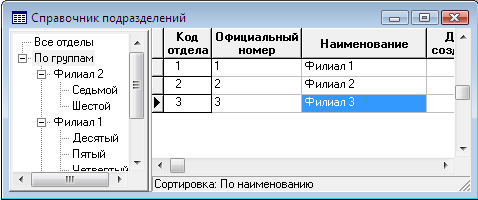 Справочник подразделений
Все отделы
По группам
Филиал 2
Седьмой
Шестой
Филиал 1
Десятый
Пятый
Четвертый
Код отдела
Официальный номер
Наименование
Д
созд
1 1 Филиал 1
2 2 Филиал 2
3 3 Филиал 3
Сортировка: По наименованию